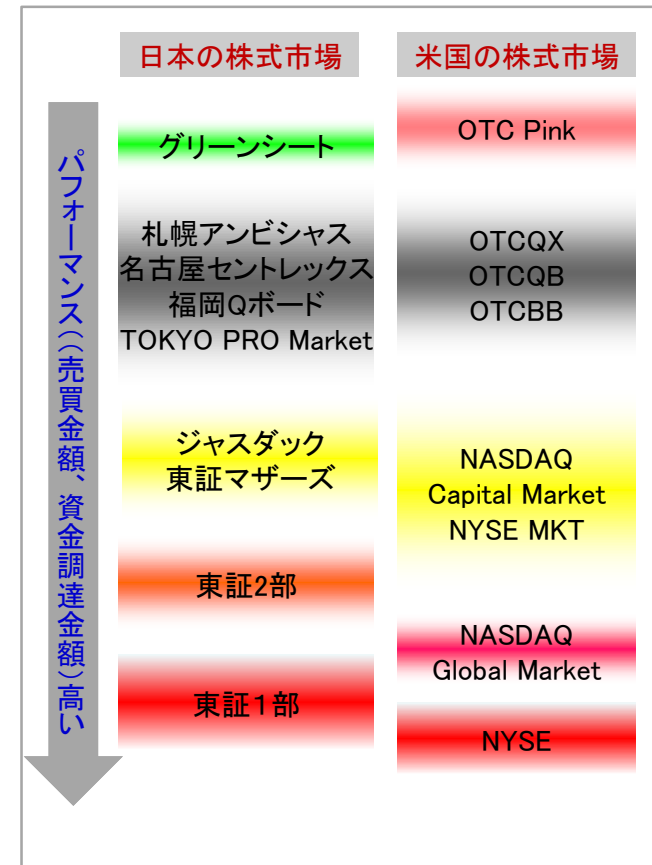 日本の株式市場
米国の株式市場
パフォーマンス((売買金額、資金調達金額)高い
グリーンシート
札幌アンビシャス
名古屋セントレックス
福岡Qボード
TOKYO PRO Market
ジャスダック
東証マザーズ
東証2部
東証１部
OTC Pink
OTCQX
OTCQB
OTCBB
NASDAQ
Capital Market
NYSE MKT
NASDAQ
Global Market
NYSE